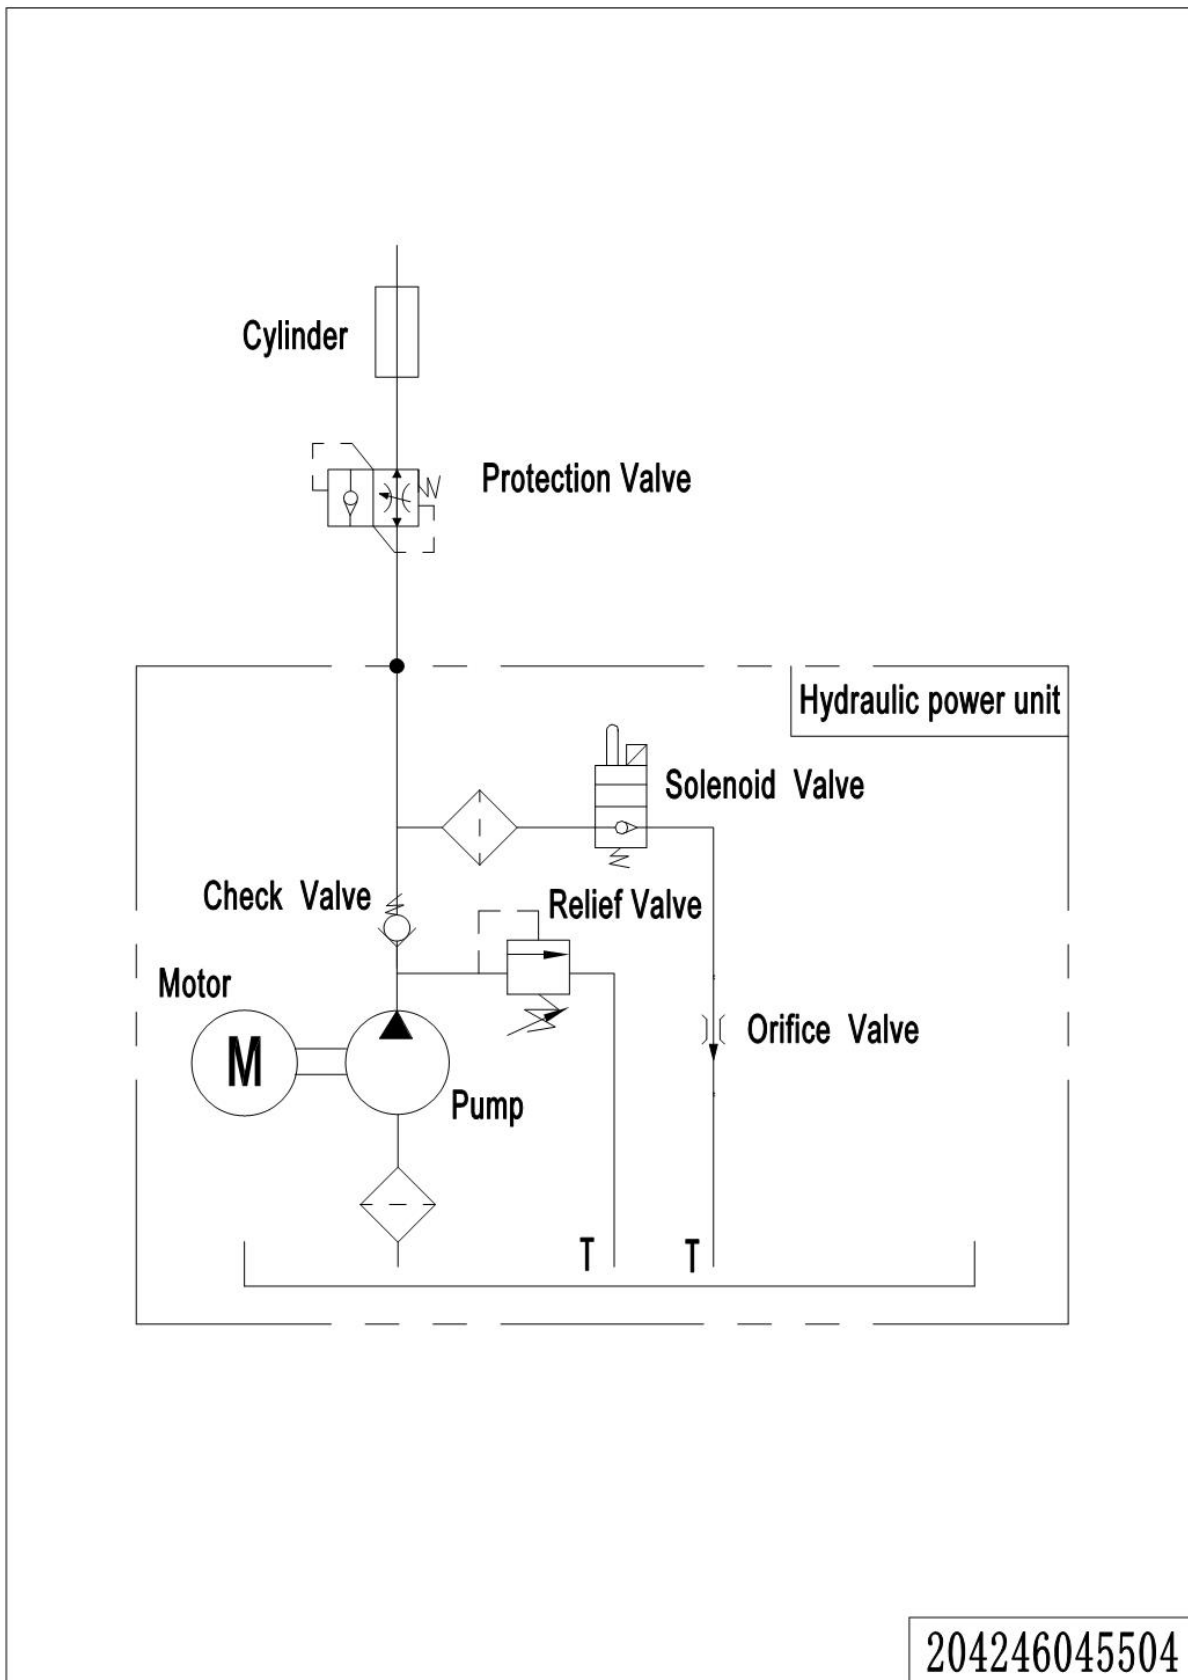 Cylinder
Protection Valve
Hydraulic power unit
Solenoid Valve
Check Valve
Relief Valve
Motor
M
Orifice Valve
Pump
T
T
204246045504